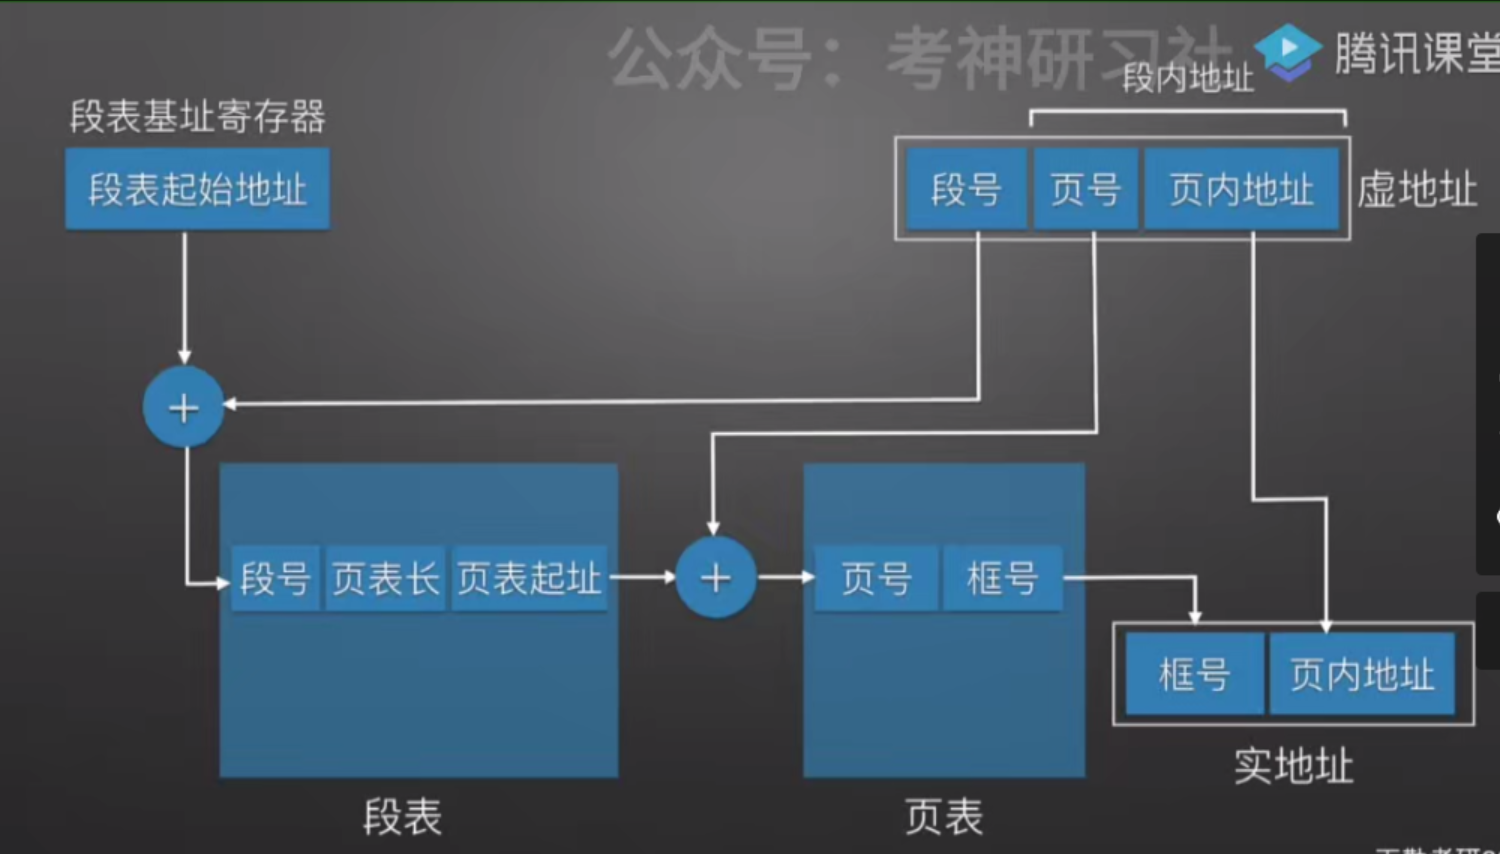 公众号：考神研习社
腾讯课堂
段内地址
段表基址寄存器
段表起始地址
段号 页号 页内地址 虚地址
+
段号 页表长 页表起址
+
页号 框号
框号 页内地址
实地址
段表
页表